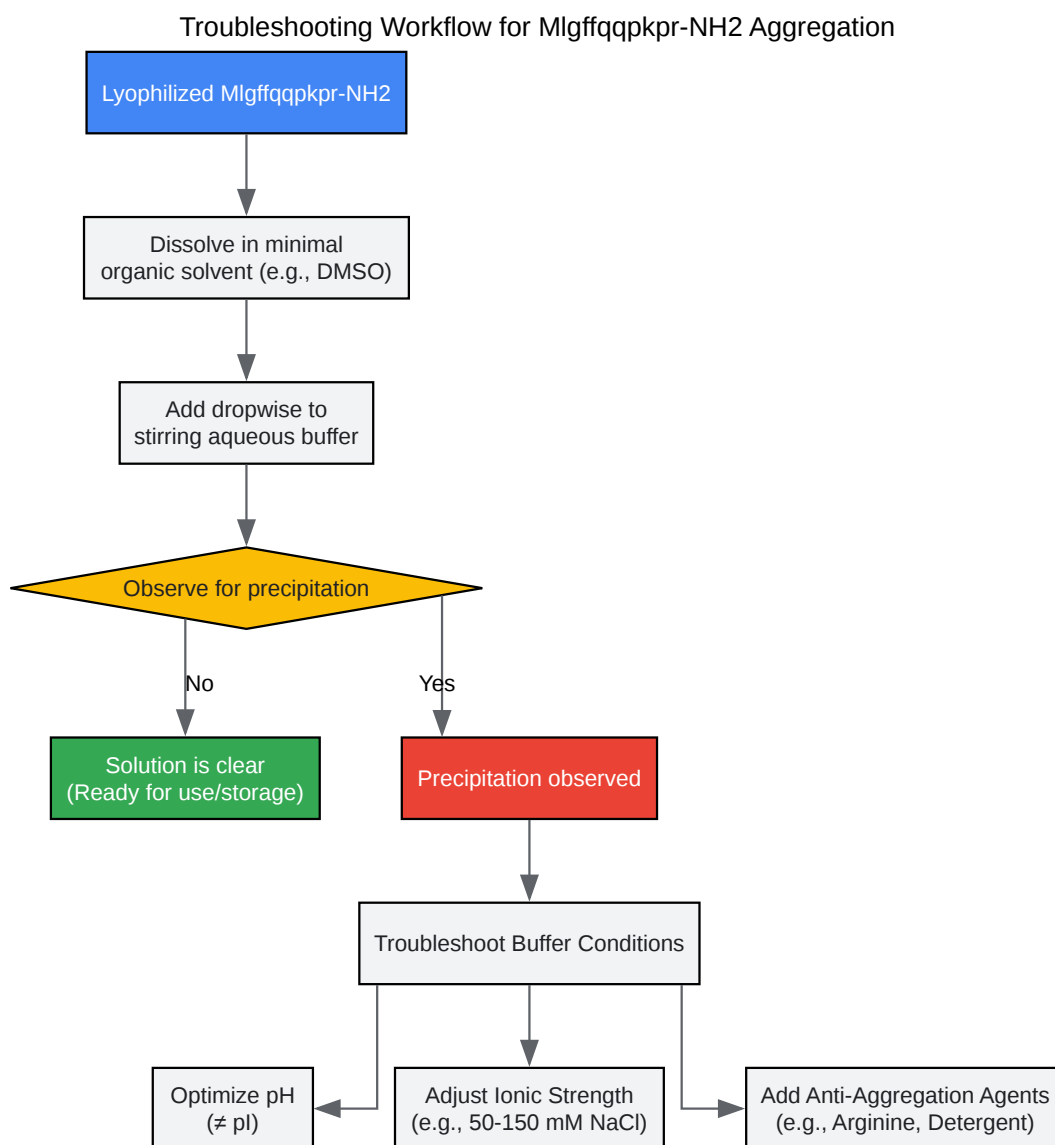 Troubleshooting Workflow for Mlgffqqpkpr-NH2 Aggregation
Lyophilized Mlgffqqpkpr-NH2
Dissolve in minimal
organic solvent (e.g., DMSO)
Add dropwise to
stirring aqueous buffer
Observe for precipitation
No
Yes
Solution is clear
(Ready for use/storage)
Precipitation observed
Troubleshoot Buffer Conditions
Optimize pH
(≠ pI)
Adjust Ionic Strength
(e.g., 50-150 mM NaCl)
Add Anti-Aggregation Agents
(e.g., Arginine, Detergent)